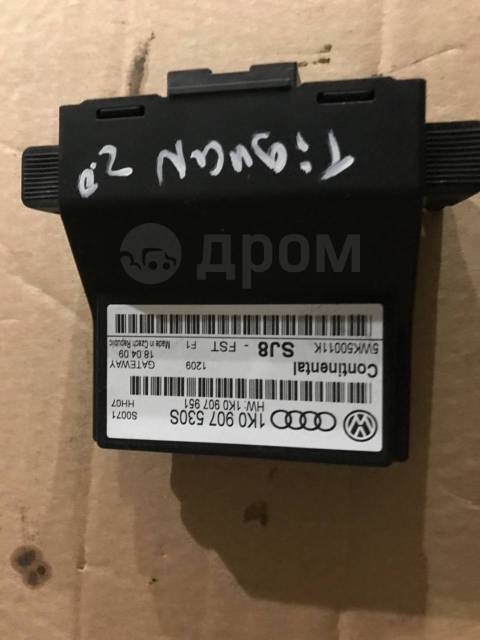 Tiguan 2.0
дром
1K0 907 530S
HW: 1K0 907 951
S0071
HH07
Continental
1209
GATEWAY
SJ8 - FST F1
18.04.09
Made in Czech Republic
5WK50011K